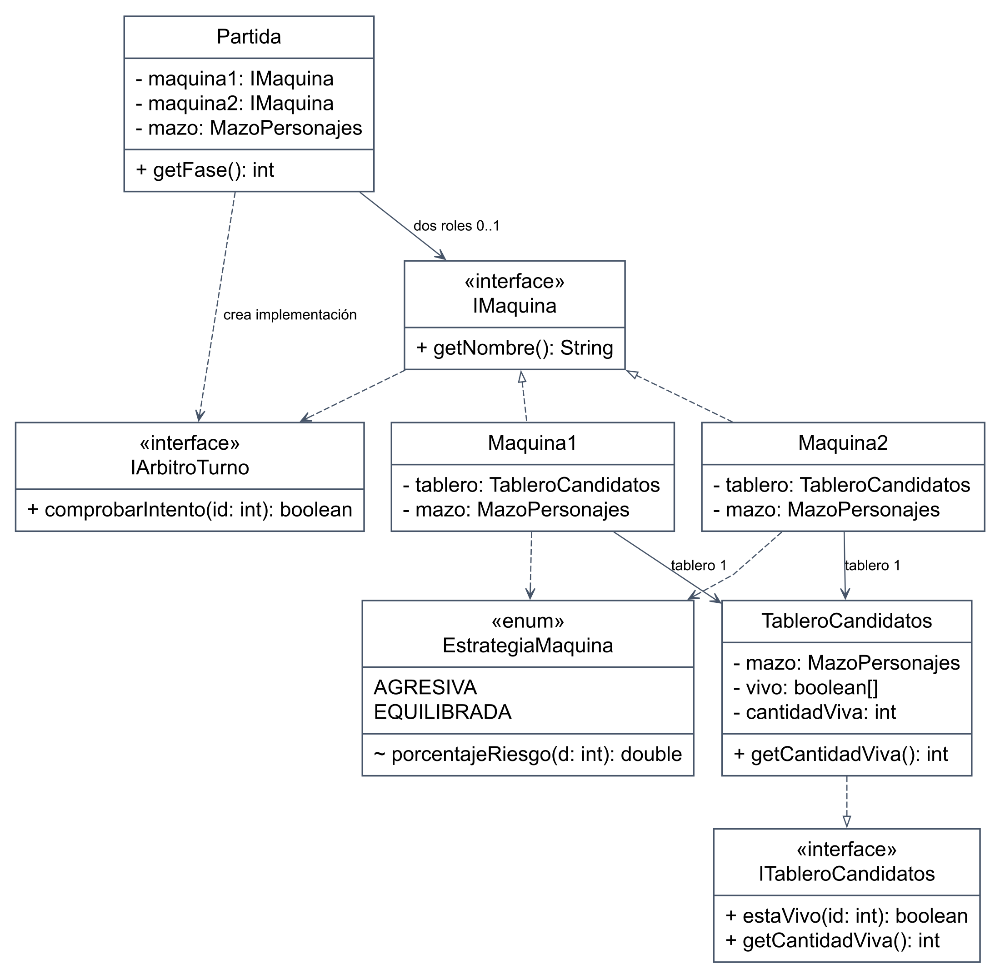 Partida
- maquina1: IMaquina
- maquina2: IMaquina
- mazo: MazoPersonajes
+ getFase(): int
dos roles 0..1
«interface»
IMaquina
+ getNombre(): String
crea implementación
«interface»
IArbitroTurno
+ comprobarIntento(id: int): boolean
Maquina1
- tablero: TableroCandidatos
- mazo: MazoPersonajes
Maquina2
- tablero: TableroCandidatos
- mazo: MazoPersonajes
tablero 1
tablero 1
«enum»
EstrategiaMaquina
AGRESIVA
EQUILIBRADA
~ porcentajeRiesgo(d: int): double
TableroCandidatos
- mazo: MazoPersonajes
- vivo: boolean[]
- cantidadViva: int
+ getCantidadViva(): int
«interface»
ITableroCandidatos
+ estaVivo(id: int): boolean
+ getCantidadViva(): int